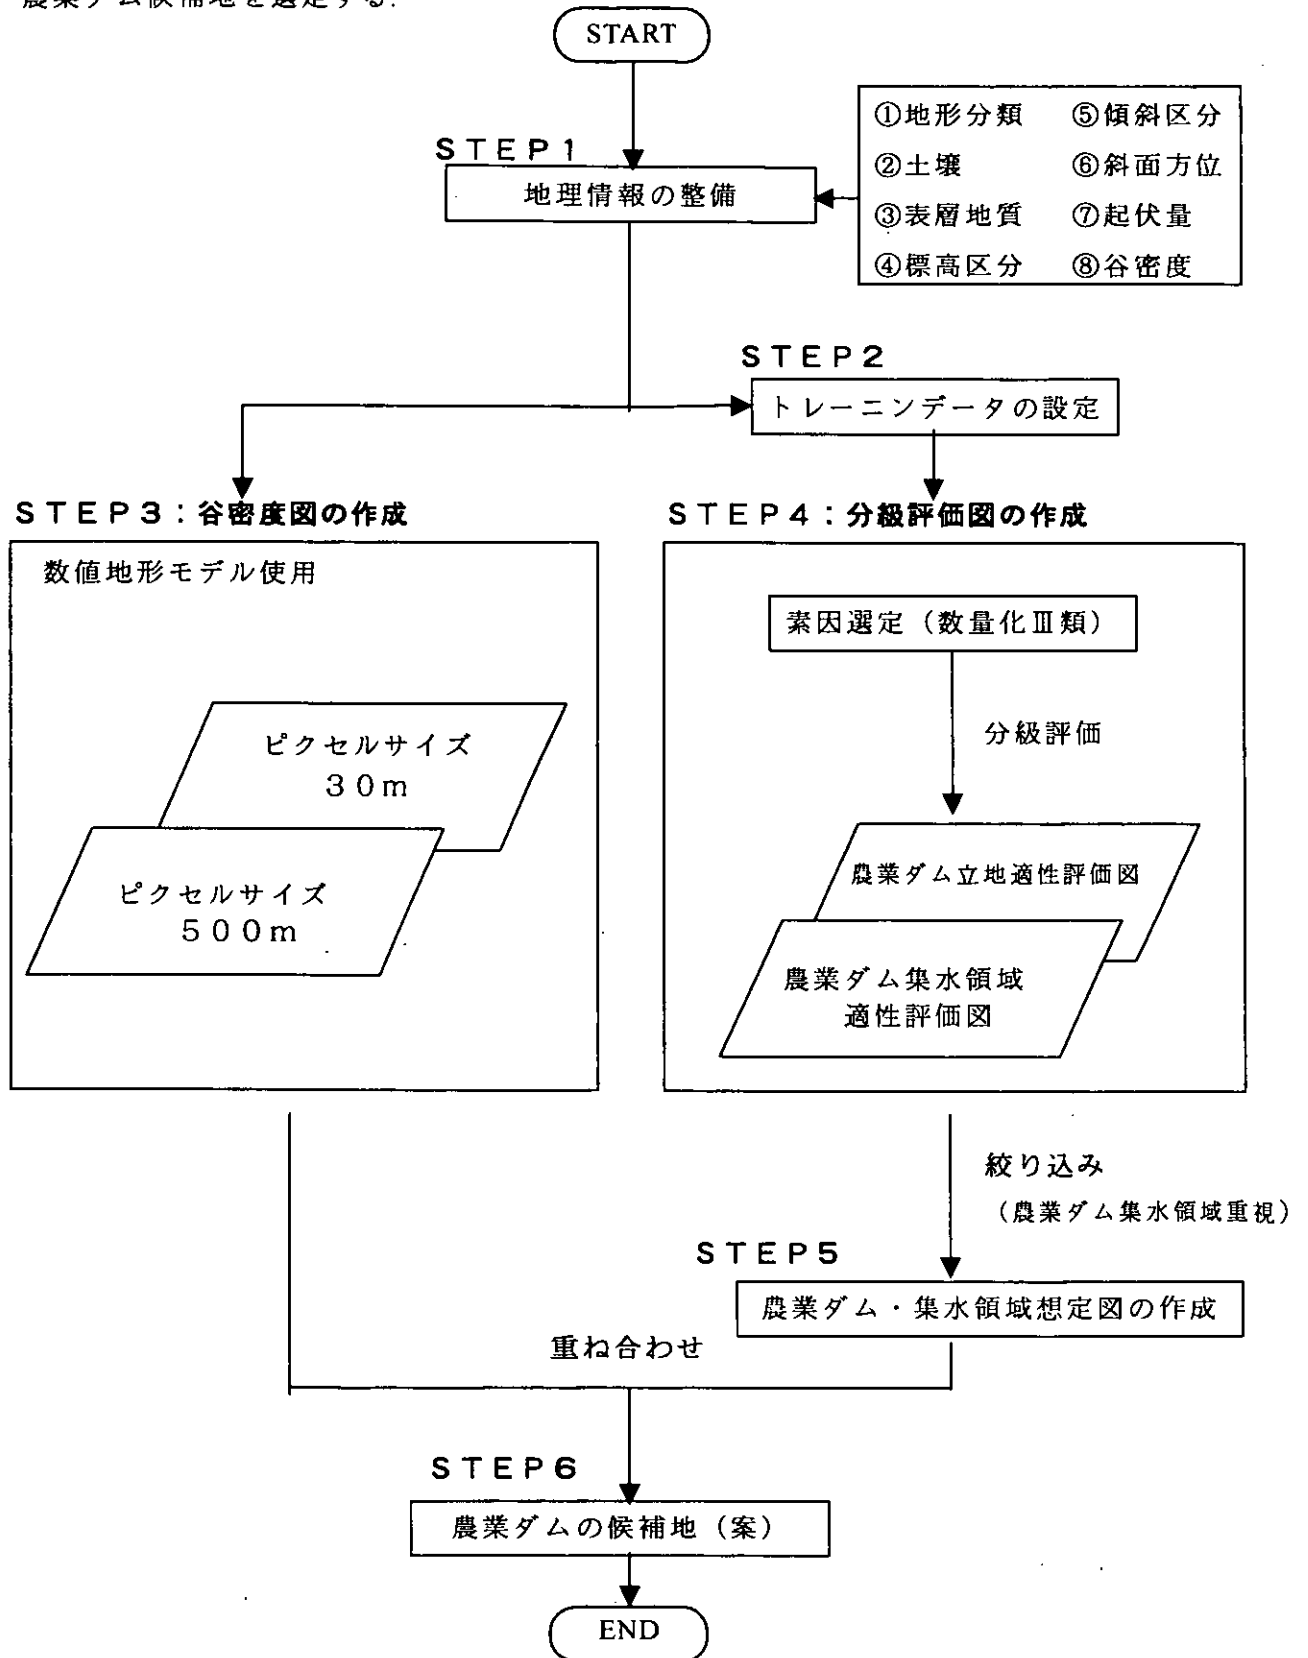 農業ダム候補地を選定する.
START
STEP1
地理情報の整備
①地形分類 ⑤傾斜区分
②土壌 ⑥斜面方位
③表層地質 ⑦起伏量
④標高区分 ⑧谷密度
STEP2
トレーニンデータの設定
STEP3：谷密度図の作成
数値地形モデル使用
ピクセルサイズ
30m
ピクセルサイズ
500m
STEP4：分級評価図の作成
素因選定（数量化Ⅲ類）
分級評価
農業ダム立地適性評価図
農業ダム集水領域
適性評価図
絞り込み
（農業ダム集水領域重視）
STEP5
農業ダム・集水領域想定図の作成
重ね合わせ
STEP6
農業ダムの候補地（案）
END